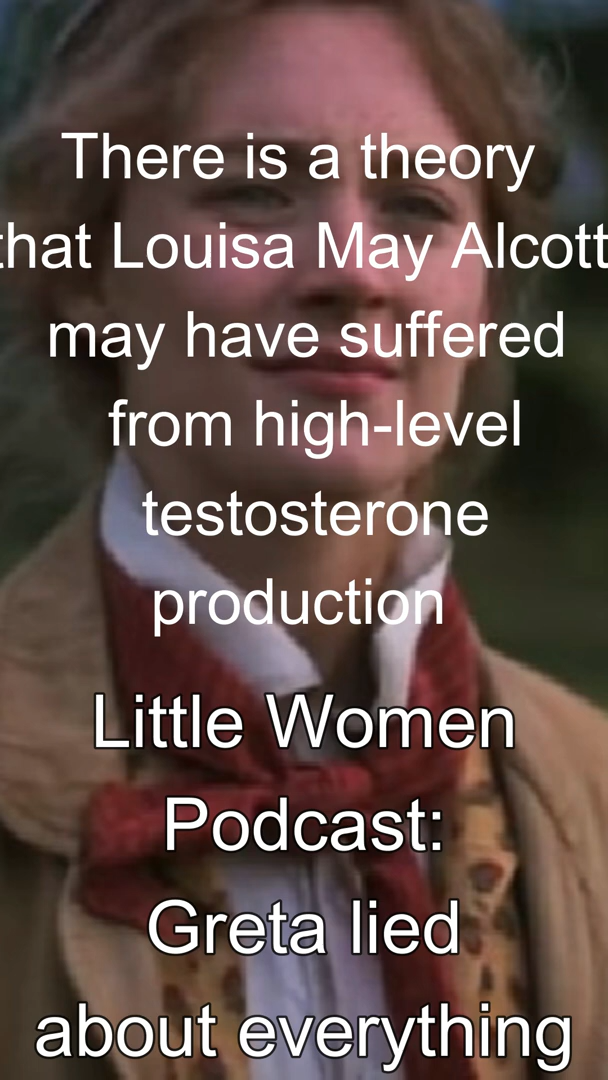 There is a theory
that Louisa May Alcott
may have suffered
from high-level
testosterone
production
Little Women
Podcast:
Greta lied
about everything